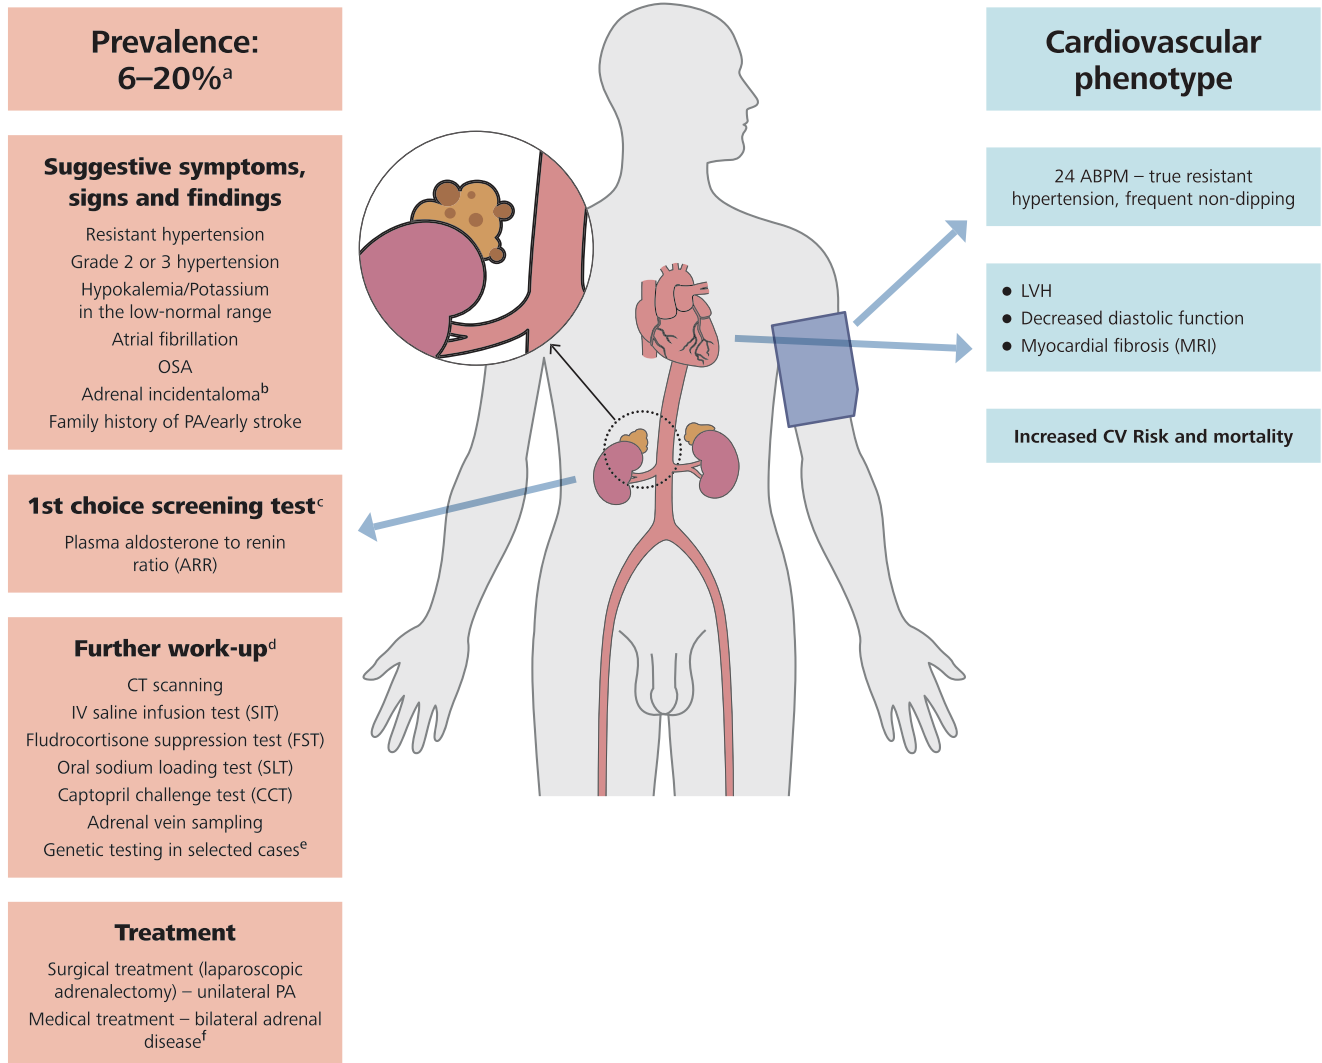 Prevalence:
6–20%a
Suggestive symptoms,
signs and findings
Resistant hypertension
Grade 2 or 3 hypertension
Hypokalemia/Potassium
in the low-normal range
Atrial fibrillation
OSA
Adrenal incidentalomab
Family history of PA/early stroke
1st choice screening testc
Plasma aldosterone to renin
ratio (ARR)
Further work-upd
CT scanning
IV saline infusion test (SIT)
Fludrocortisone suppression test (FST)
Oral sodium loading test (SLT)
Captopril challenge test (CCT)
Adrenal vein sampling
Genetic testing in selected casese
Treatment
Surgical treatment (laparoscopic
adrenalectomy) – unilateral PA
Medical treatment – bilateral adrenal
diseasef
Cardiovascular
phenotype
24 ABPM – true resistant
hypertension, frequent non-dipping
● LVH
● Decreased diastolic function
● Myocardial fibrosis (MRI)
Increased CV Risk and mortality